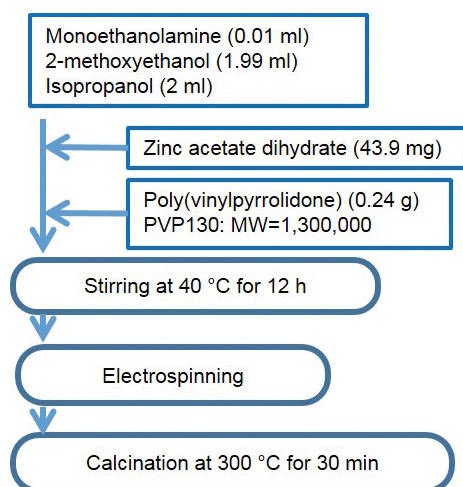 Monoethanolamine (0.01 ml)
2-methoxyethanol (1.99 ml)
Isopropanol (2 ml)
Zinc acetate dihydrate (43.9 mg)
Poly(vinylpyrrolidone) (0.24 g)
PVP130: MW=1,300,000
Stirring at 40 °C for 12 h
Electrospinning
Calcination at 300 °C for 30 min